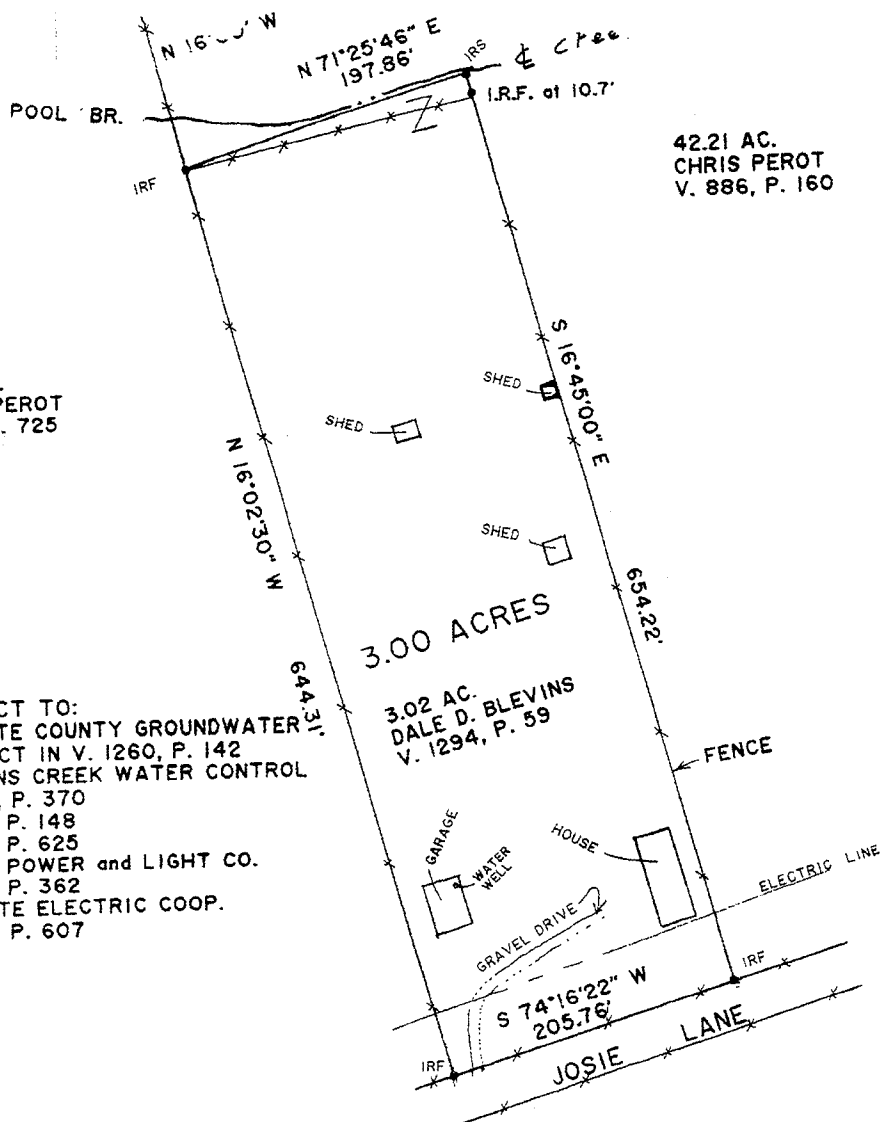 N 16° W
N 71°25'46" E
197.86'
IRS
℄ cree
POOL BR.
I.R.F. at 10.7'
IRF
42.21 AC.
CHRIS PEROT
V. 886, P. 160
PEROT
. 725
SHED
SHED
SHED
S 16°45'00" E
N 16°02'30" W
654.22'
644.31'
3.00 ACRES
3.02 AC.
DALE D. BLEVINS
V. 1294, P. 59
CT TO:
TE COUNTY GROUNDWATER
CT IN V. 1260, P. 142
NS CREEK WATER CONTROL
, P. 370
P. 148
P. 625
POWER and LIGHT CO.
P. 362
TE ELECTRIC COOP.
P. 607
FENCE
GARAGE
WATER WELL
HOUSE
ELECTRIC LINE
GRAVEL DRIVE
S 74°16'22" W
205.76'
IRF
IRF
JOSIE LANE